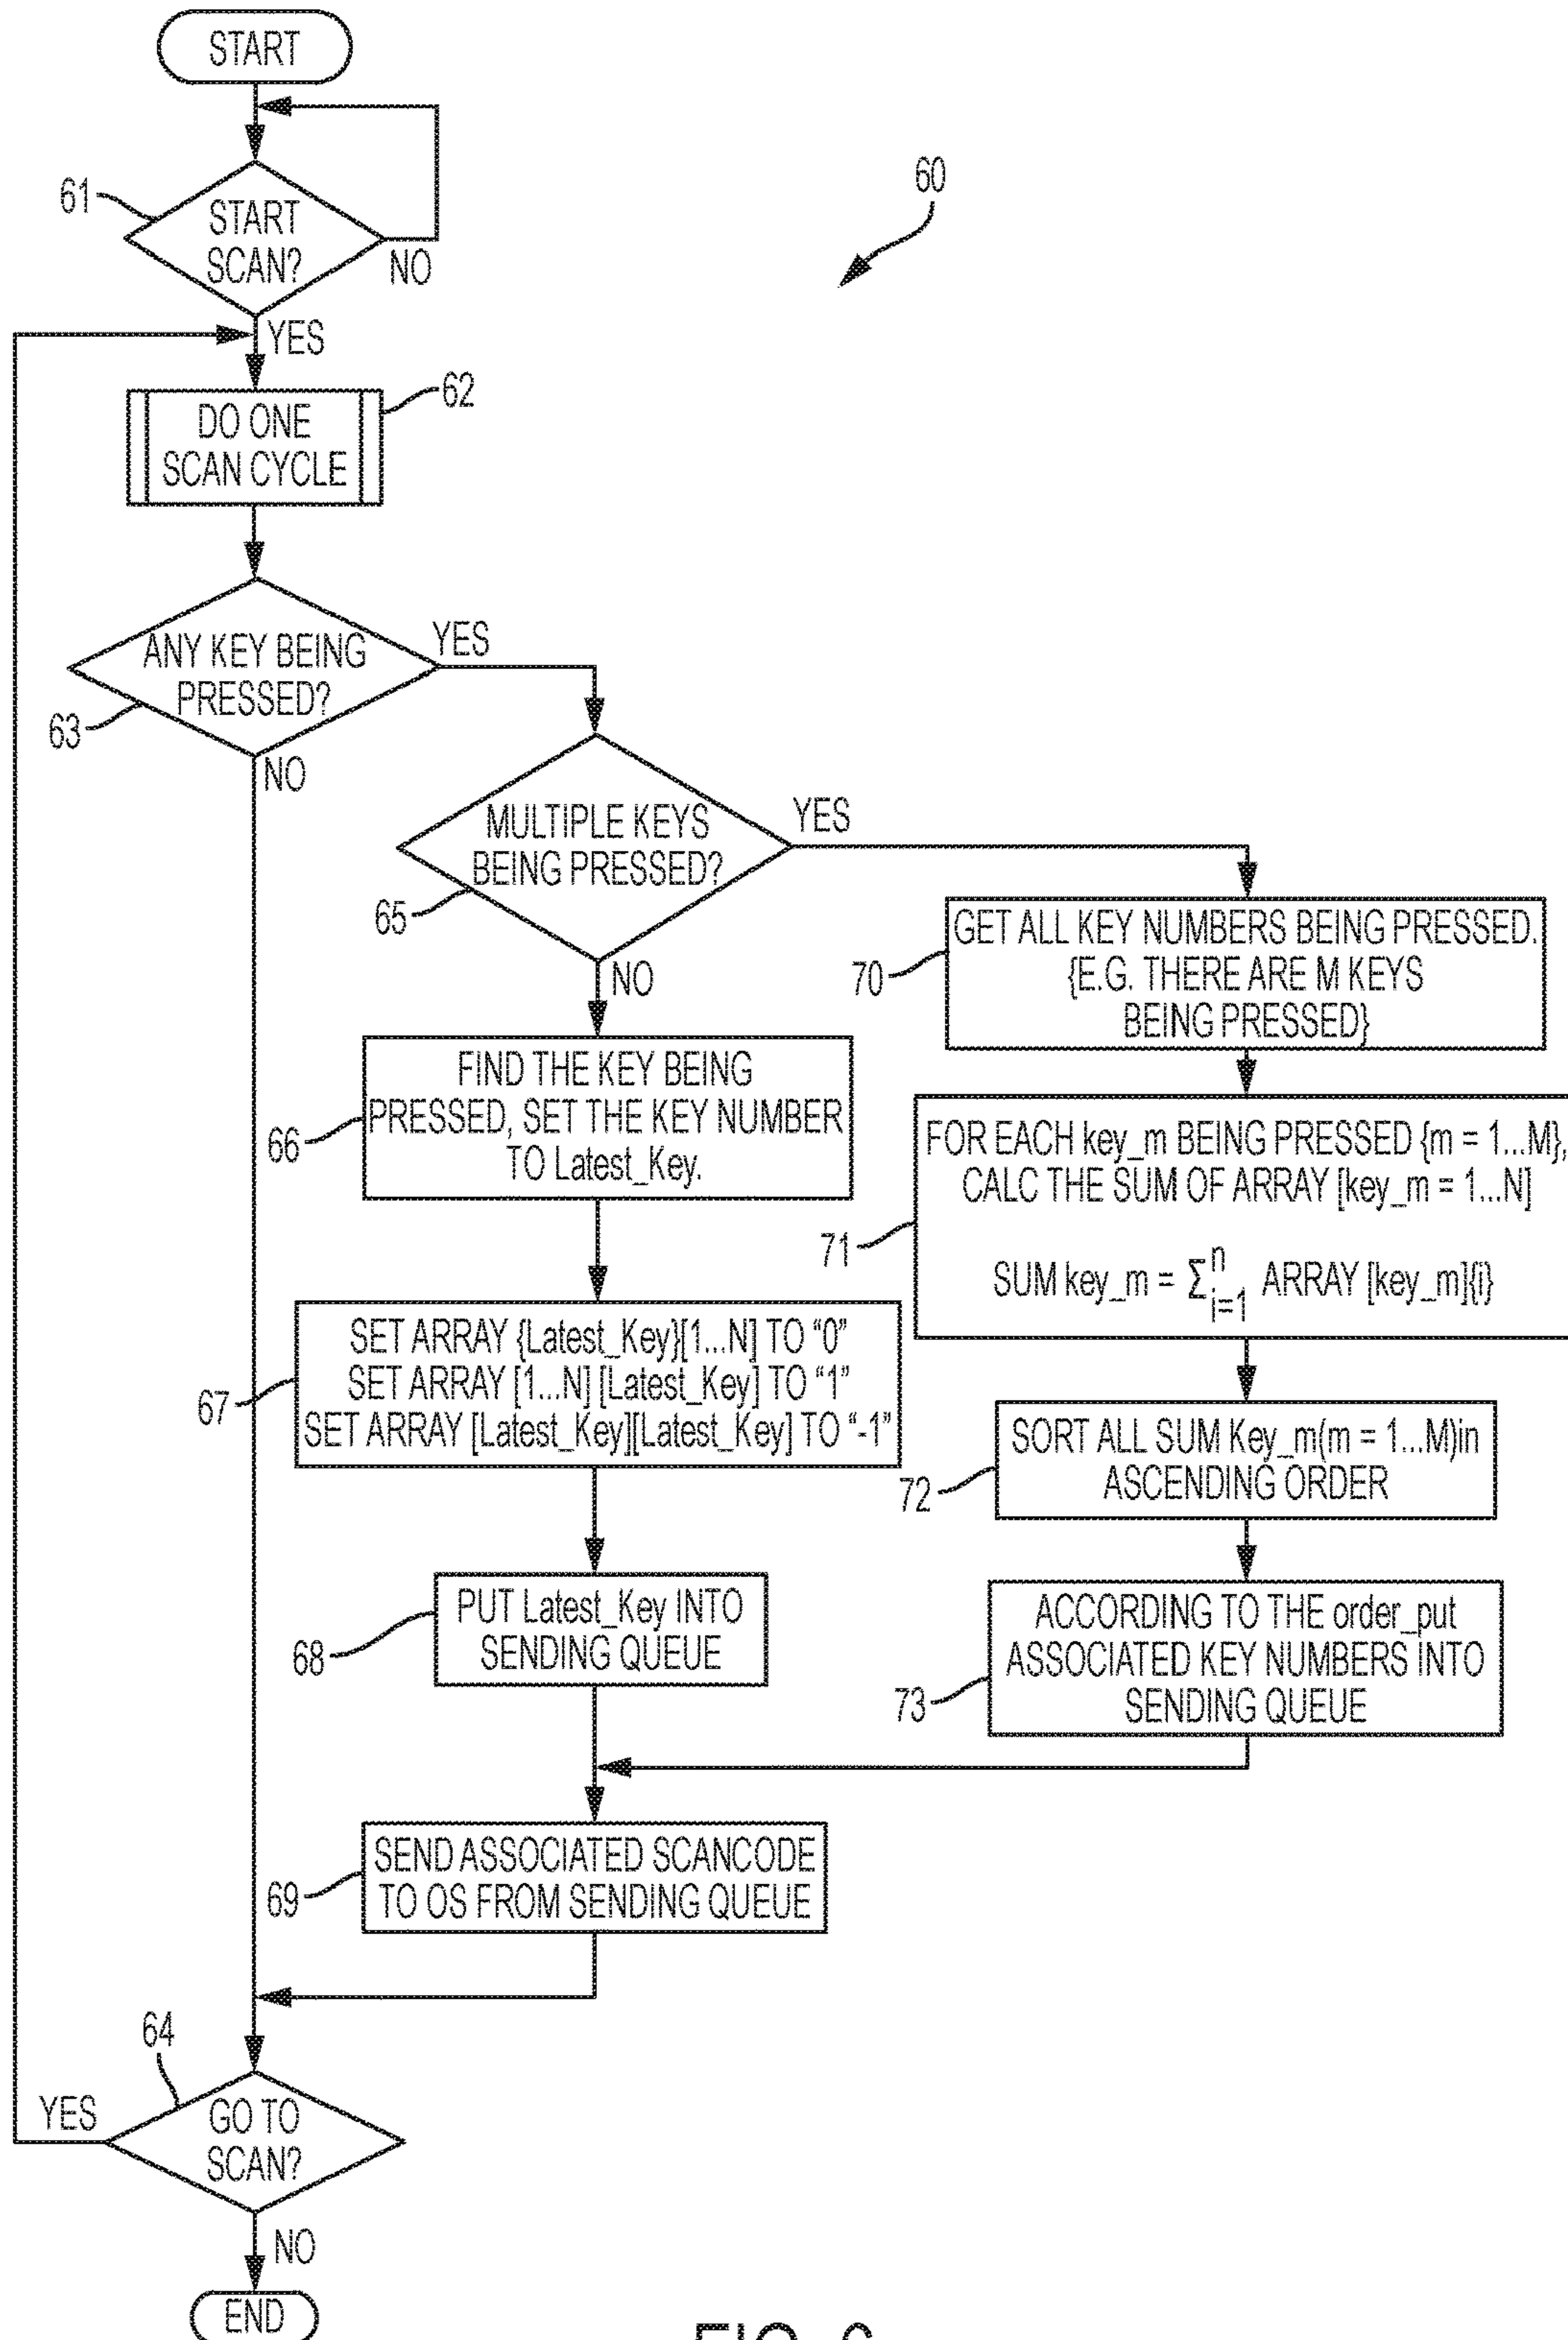 START
61
START
SCAN?
NO
60
YES
DO ONE
SCAN CYCLE
62
ANY KEY BEING
PRESSED?
YES
63
NO
MULTIPLE KEYS
BEING PRESSED?
YES
65
NO
GET ALL KEY NUMBERS BEING PRESSED.
{E.G. THERE ARE M KEYS
BEING PRESSED}
70
FIND THE KEY BEING
PRESSED, SET THE KEY NUMBER
TO Latest_Key.
66
FOR EACH key_m BEING PRESSED {m = 1...M},
CALC THE SUM OF ARRAY [key_m = 1...N]
SUM key_m = Σ n i=1 ARRAY [key_m]{i}
71
SET ARRAY {Latest_Key}[1...N] TO “0”
SET ARRAY [1...N] [Latest_Key] TO “1”
SET ARRAY [Latest_Key][Latest_Key] TO “-1”
67
SORT ALL SUM Key_m(m = 1...M)in
ASCENDING ORDER
72
PUT Latest_Key INTO
SENDING QUEUE
68
ACCORDING TO THE order_put
ASSOCIATED KEY NUMBERS INTO
SENDING QUEUE
73
SEND ASSOCIATED SCANCODE
TO OS FROM SENDING QUEUE
69
64
YES
GO TO
SCAN?
NO
END
FIG. 6